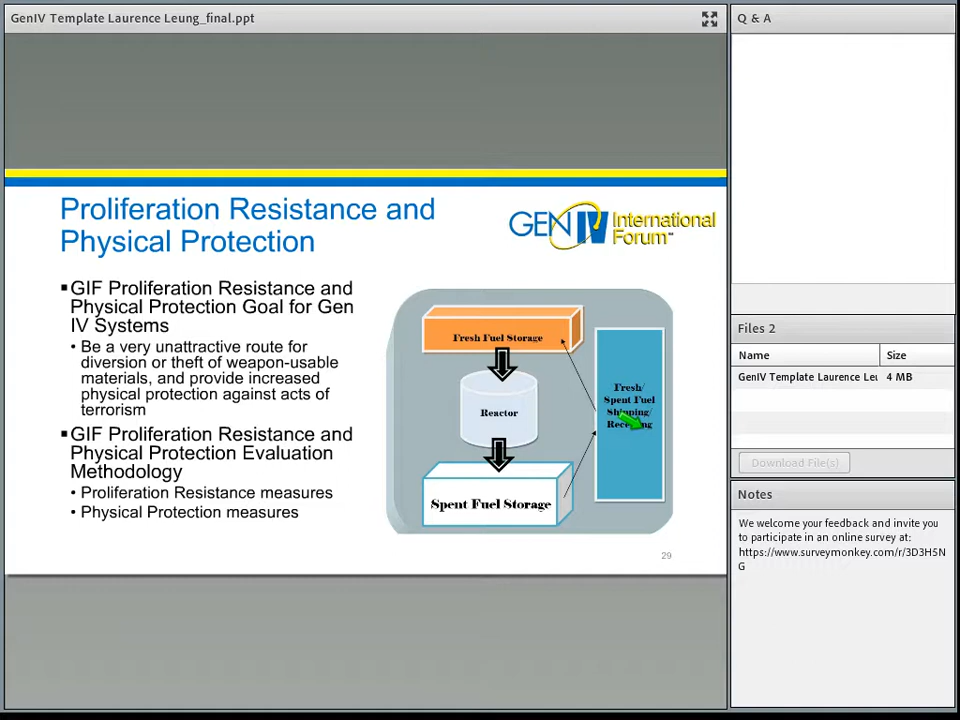 GenIV Template Laurence Leung_final.ppt
Proliferation Resistance and
Physical Protection
GEN IV International
Forum™
▪GIF Proliferation Resistance and
Physical Protection Goal for Gen
IV Systems
• Be a very unattractive route for
diversion or theft of weapon-usable
materials, and provide increased
physical protection against acts of
terrorism
▪GIF Proliferation Resistance and
Physical Protection Evaluation
Methodology
• Proliferation Resistance measures
• Physical Protection measures
Fresh Fuel Storage
Reactor
Spent Fuel Storage
Fresh/
Spent Fuel
Shipping/
Receiving
29
Q & A
Files 2
Name Size
GenIV Template Laurence Leu 4 MB
Download File(s)
Notes
We welcome your feedback and invite you
to participate in an online survey at:
https://www.surveymonkey.com/r/3D3H5N
G